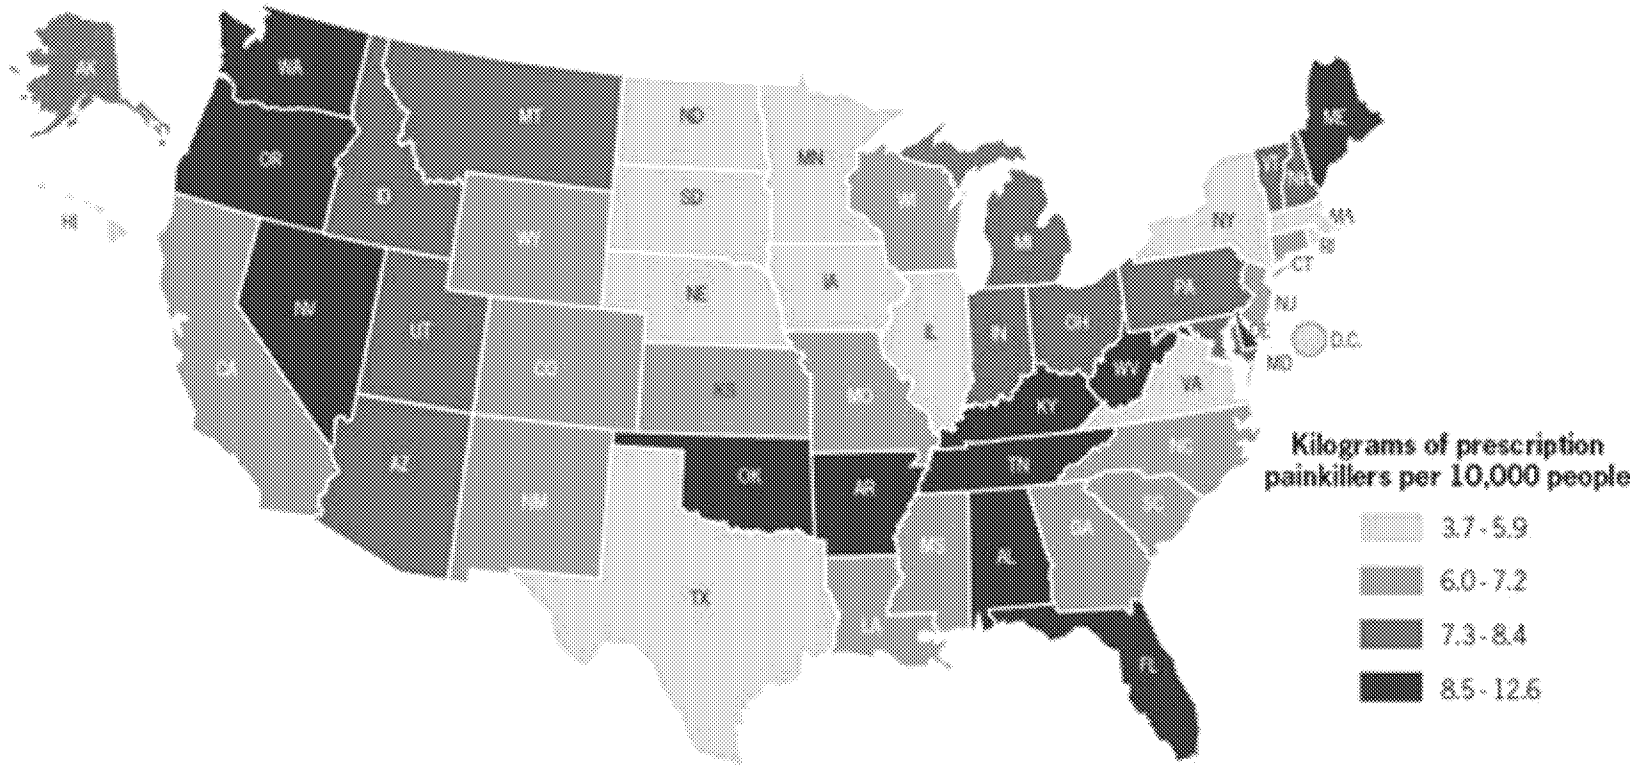 AK
WA
MT
ND
ME
OR
MN
VT
NH
ID
SD
WI
NY
MA
HI
WY
MI
RI
CT
IA
PA
NE
NJ
NV
UT
IL
IN
OH
DE
D.C.
CA
CO
MD
WV
VA
KS
MO
KY
AZ
NC
OK
TN
NM
AR
SC
GA
MS
AL
TX
LA
FL
Kilograms of prescription
painkillers per 10,000 people
3.7 - 5.9
6.0 - 7.2
7.3 - 8.4
8.5 - 12.6